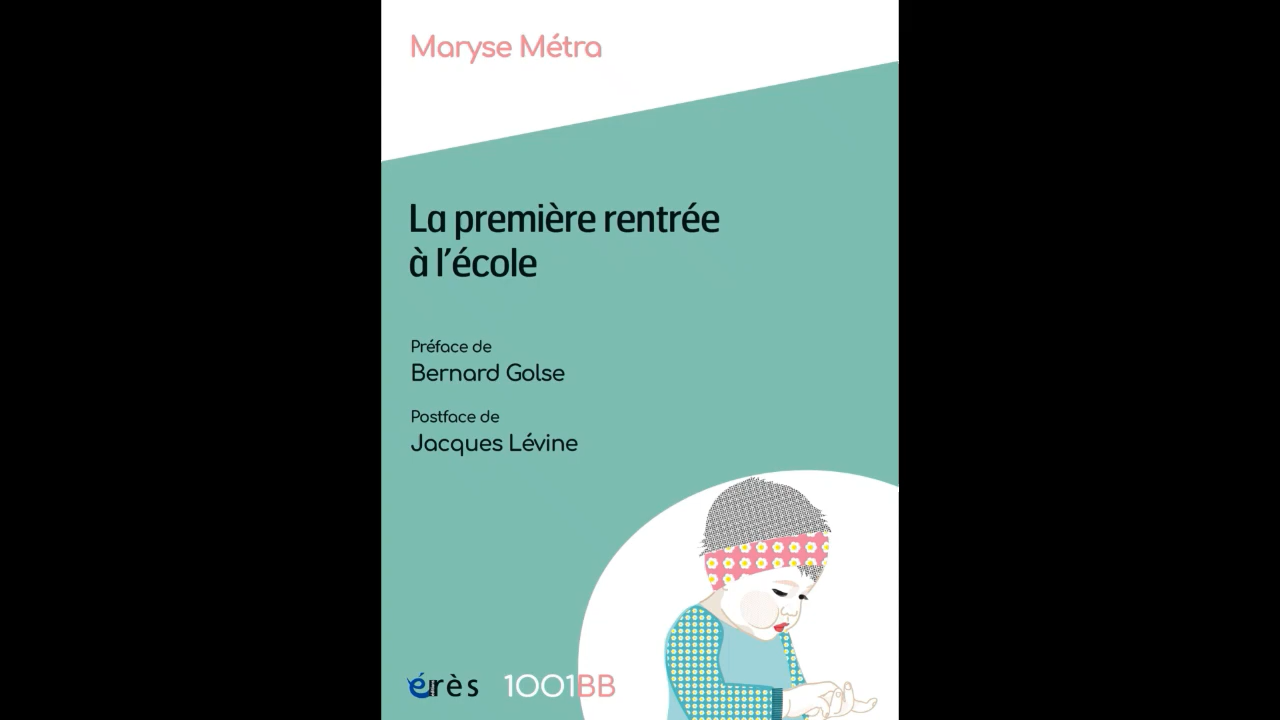 Maryse Métra
La première rentrée
à l'école
Préface de
Bernard Golse
Postface de
Jacques Lévine
érès 1001BB